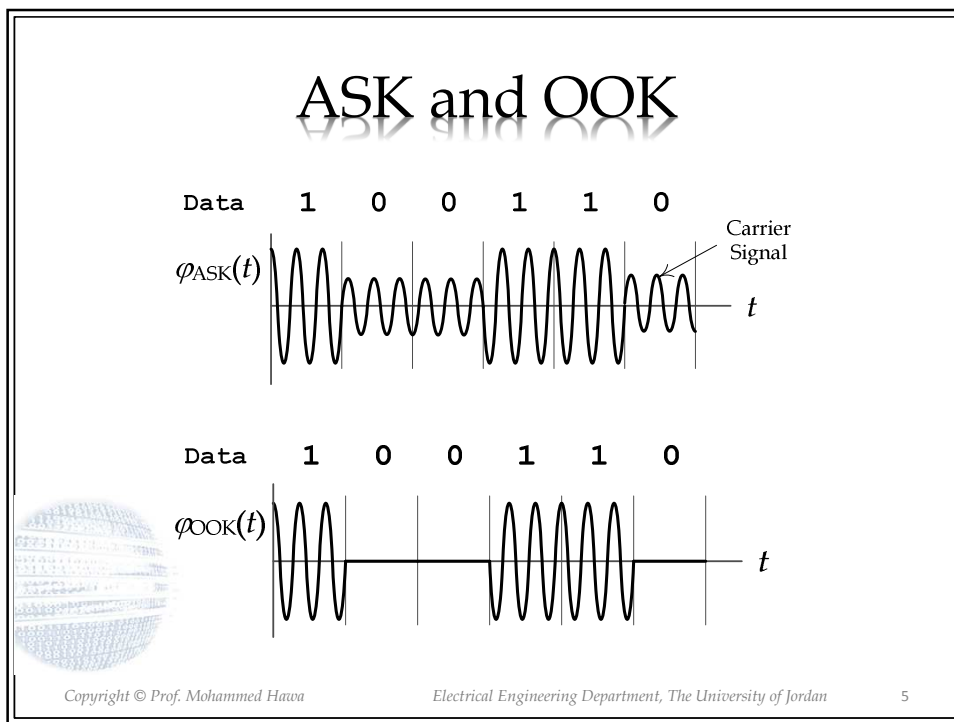 ASK and OOK
Data 1 0 0 1 1 0
Carrier
Signal
φASK(t)
t
Data 1 0 0 1 1 0
φOOK(t)
t
Copyright © Prof. Mohammed Hawa Electrical Engineering Department, The University of Jordan 5